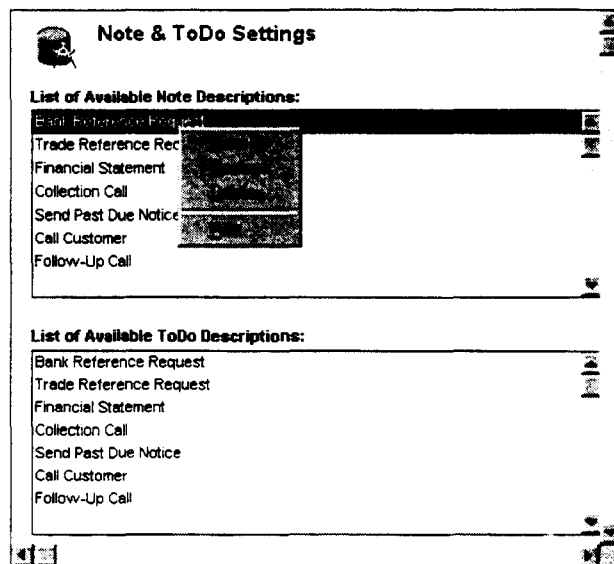 Note & ToDo Settings
List of Available Note Descriptions:
Bank Reference Request
Trade Reference Rec
Financial Statement
Collection Call
Send Past Due Notice
Call Customer
Follow-Up Call
List of Available ToDo Descriptions:
Bank Reference Request
Trade Reference Request
Financial Statement
Collection Call
Send Past Due Notice
Call Customer
Follow-Up Call